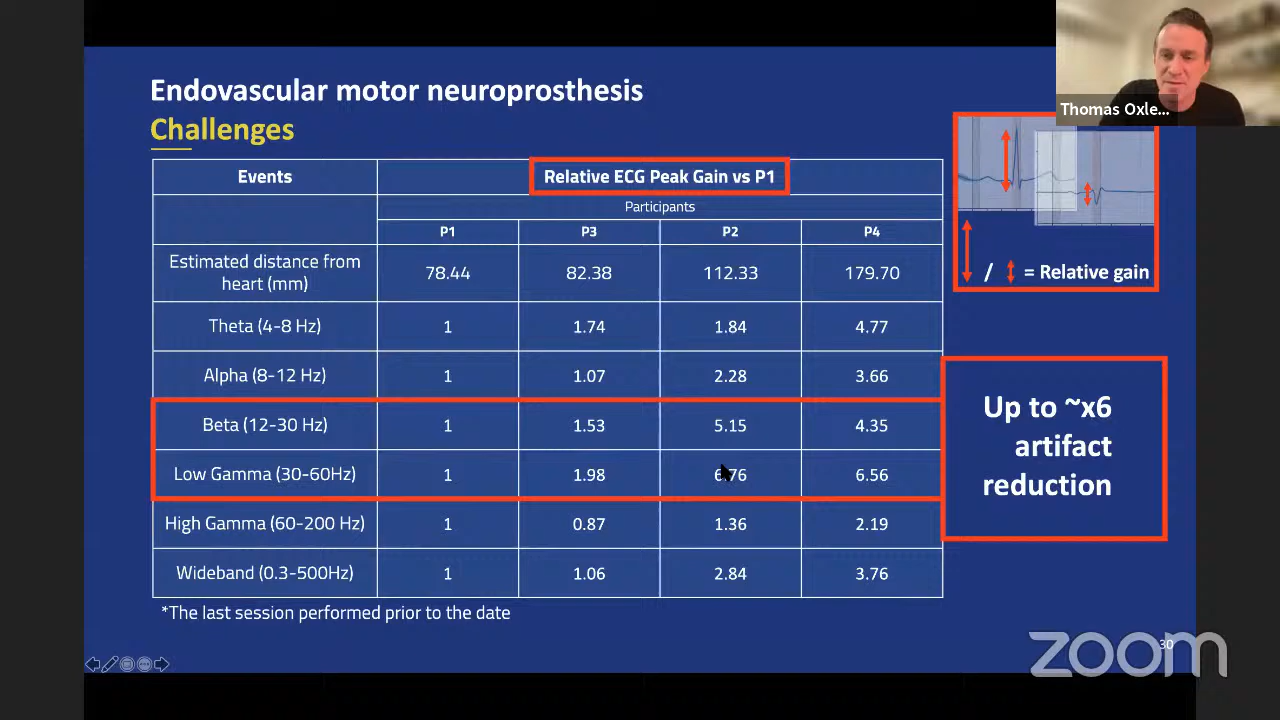 Endovascular motor neuroprosthesis
Challenges
Thomas Oxle...
Events Relative ECG Peak Gain vs P1
Participants
P1 P3 P2 P4
Estimated distance from
heart (mm) 78.44 82.38 112.33 179.70
Theta (4-8 Hz) 1 1.74 1.84 4.77
Alpha (8-12 Hz) 1 1.07 2.28 3.66
Beta (12-30 Hz) 1 1.53 5.15 4.35
Low Gamma (30-60Hz) 1 1.98 6.76 6.56
High Gamma (60-200 Hz) 1 0.87 1.36 2.19
Wideband (0.3-500Hz) 1 1.06 2.84 3.76
*The last session performed prior to the date
/ = Relative gain
Up to ~x6
artifact
reduction
30
zoom